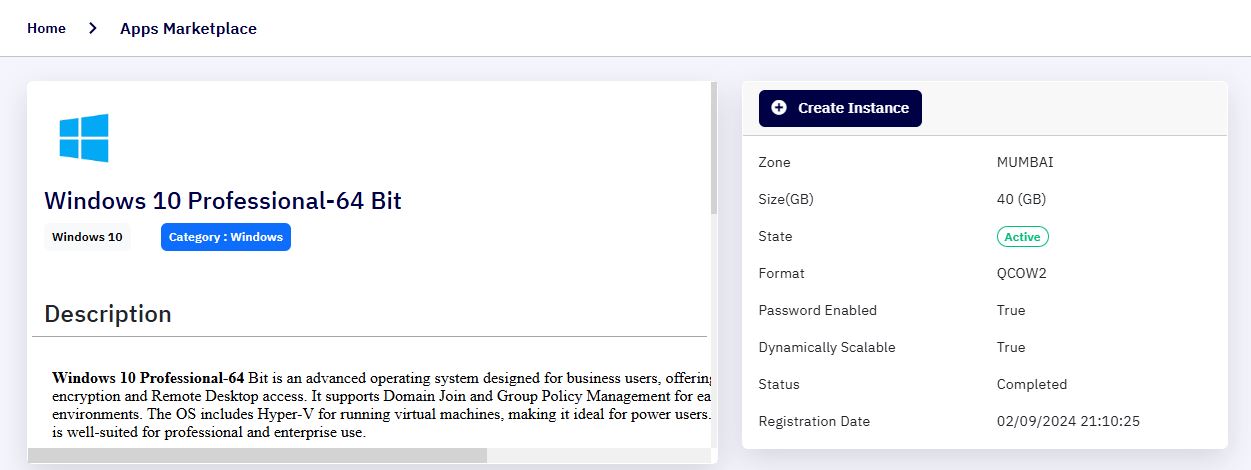 Home > Apps Marketplace
Windows 10 Professional-64 Bit
Windows 10 Category : Windows
Description
Windows 10 Professional-64 Bit is an advanced operating system designed for business users, offering
encryption and Remote Desktop access. It supports Domain Join and Group Policy Management for ea
environments. The OS includes Hyper-V for running virtual machines, making it ideal for power users.
is well-suited for professional and enterprise use.
Create Instance
Zone MUMBAI
Size(GB) 40 (GB)
State Active
Format QCOW2
Password Enabled True
Dynamically Scalable True
Status Completed
Registration Date 02/09/2024 21:10:25